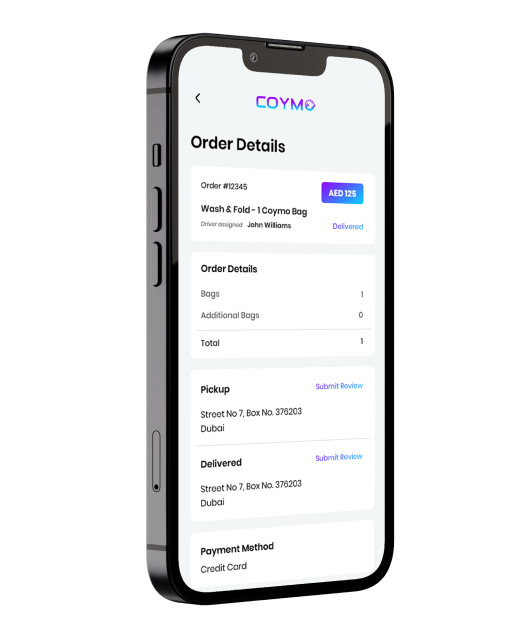 COYMO
Order Details
Order #12345
AED 125
Wash & Fold - 1 Coymo Bag
Driver assigned John Williams
Delivered
Order Details
Bags 1
Additional Bags 0
Total 1
Pickup
Submit Review
Street No 7, Box No. 376203
Dubai
Delivered
Submit Review
Street No 7, Box No. 376203
Dubai
Payment Method
Credit Card